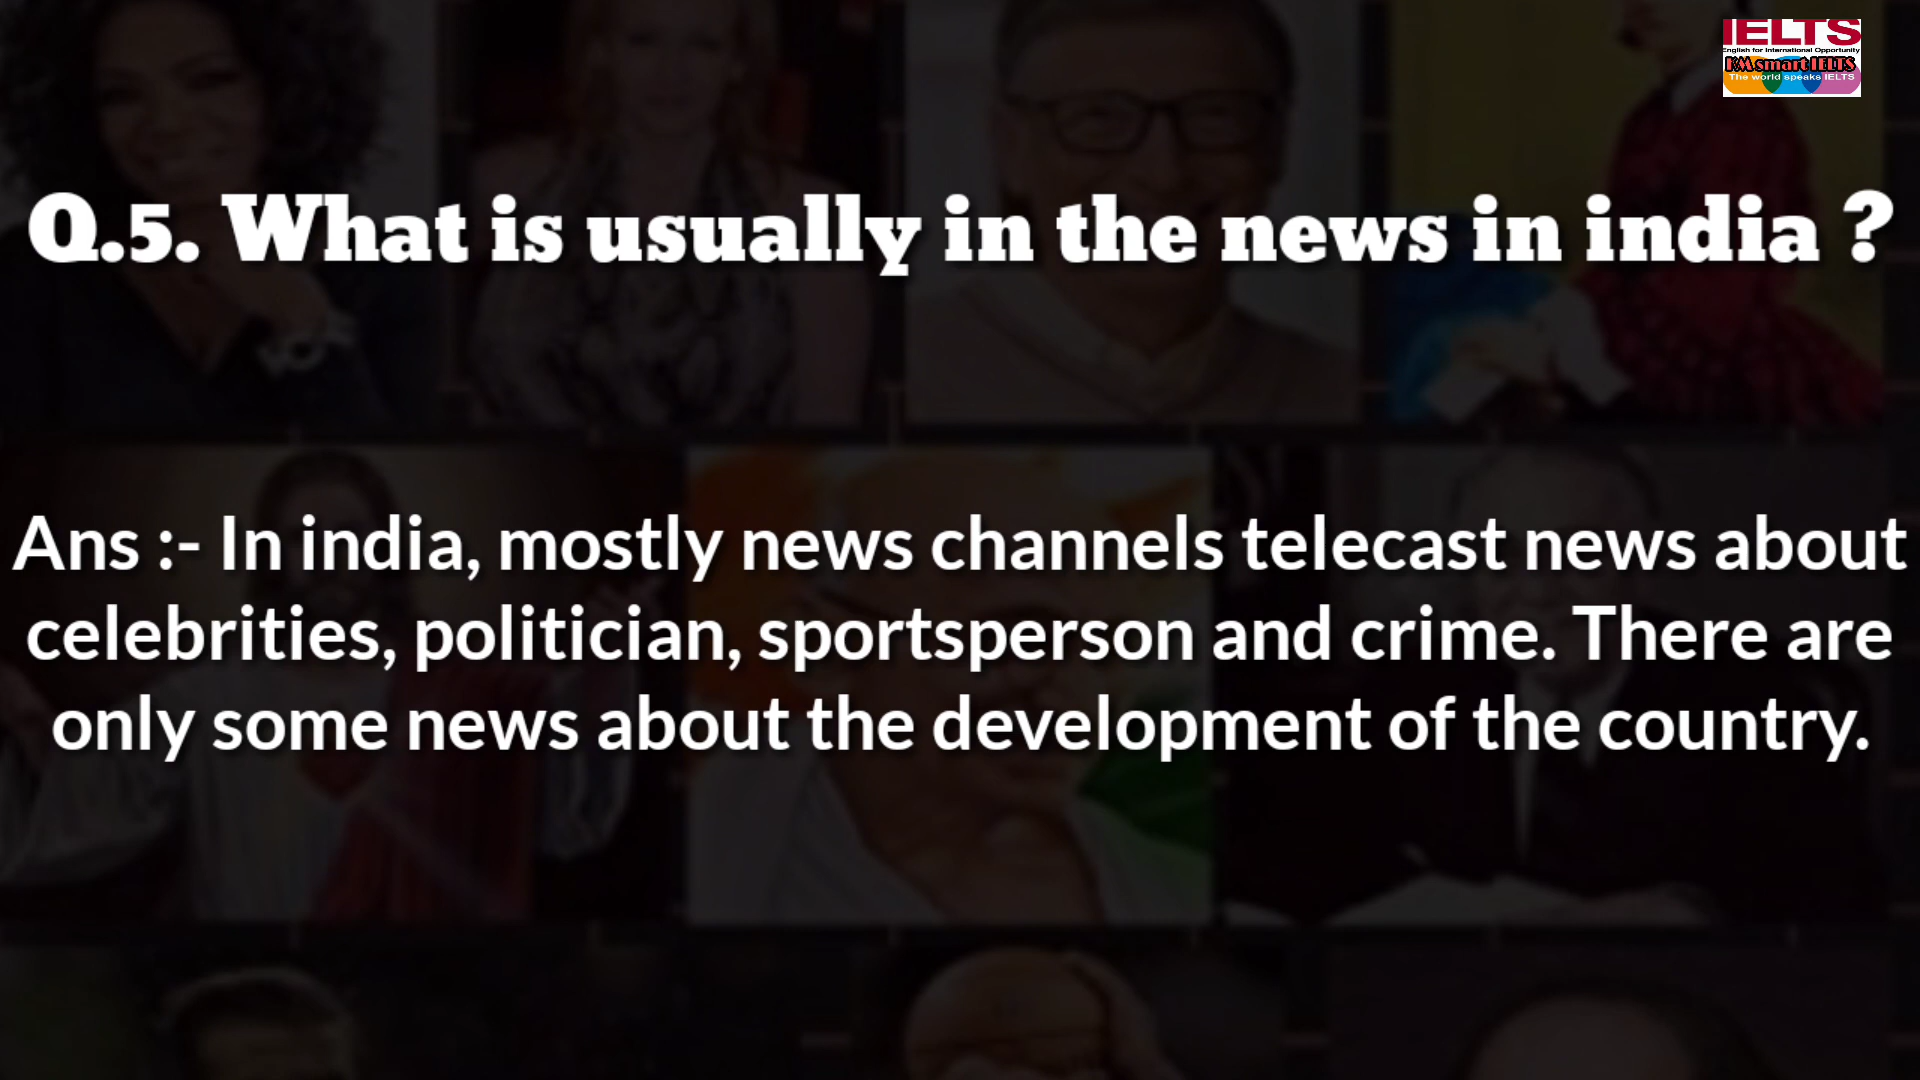 IELTS
English for International Opportunity
KM smart IELTS
The world speaks IELTS
Q.5. What is usually in the news in india ?
Ans :- In india, mostly news channels telecast news about
celebrities, politician, sportsperson and crime. There are
only some news about the development of the country.